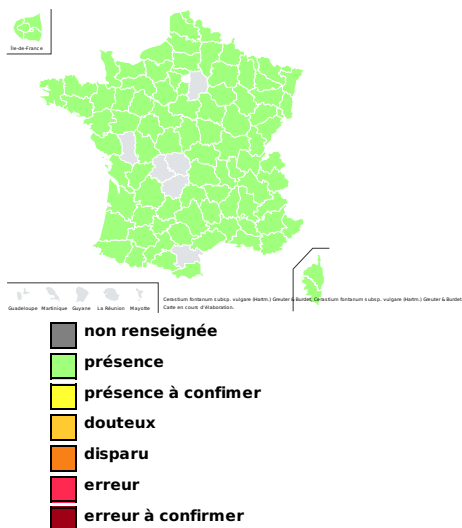 Île-de-France
Guadeloupe Martinique Guyane La Réunion Mayotte
Cerastium fontanum subsp. vulgare (Hartm.) Greuter & Burdet, Cerastium fontanum subsp. vulgare (Hartm.) Greuter & Burdet
Carte en cours d'élaboration.
non renseignée
présence
présence à confimer
douteux
disparu
erreur
erreur à confirmer